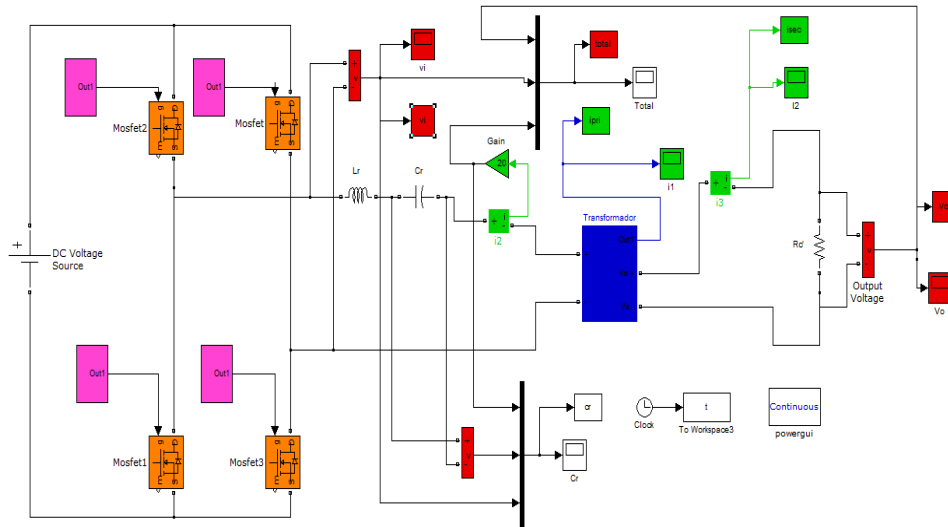 isec
vi
total
Total
I2
Out1
Out1
g
D
m
S
Mosfet2
g
D
m
S
Mosfet
+
v
-
vi
Gain
20
ipri
i1
Lr
Cr
+
i
-
i2
+
i
-
i3
Transformador
Out1
+
DC Voltage
Source
Rd'
+
v
-
Output
Voltage
Vo
Out1
Out1
g
D
m
S
Mosfet1
g
D
m
S
Mosfet3
+
v
-
cr
Cr
Clock
t
To Workspace3
Continuous
powergui